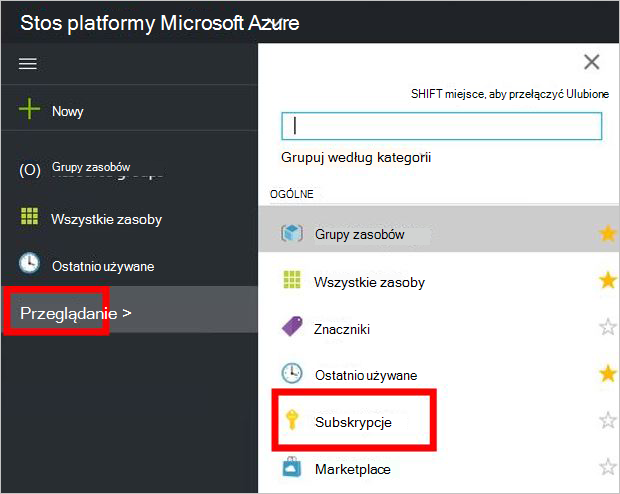 Stos platformy Microsoft Azure
Nowy
(O) Grupy zasobów
Wszystkie zasoby
Ostatnio używane
Przeglądanie >
SHIFT miejsce, aby przełączyć Ulubione
Grupuj według kategorii
OGÓLNE
Grupy zasobów
Wszystkie zasoby
Znaczniki
Ostatnio używane
Subskrypcje
Marketplace